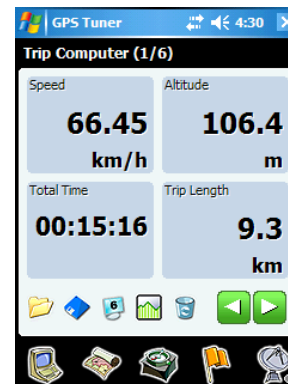 GPS Tuner 4:30
Trip Computer (1/6)
Speed Altitude
66.45 106.4
km/h m
Total Time Trip Length
00:15:16 9.3
km
6